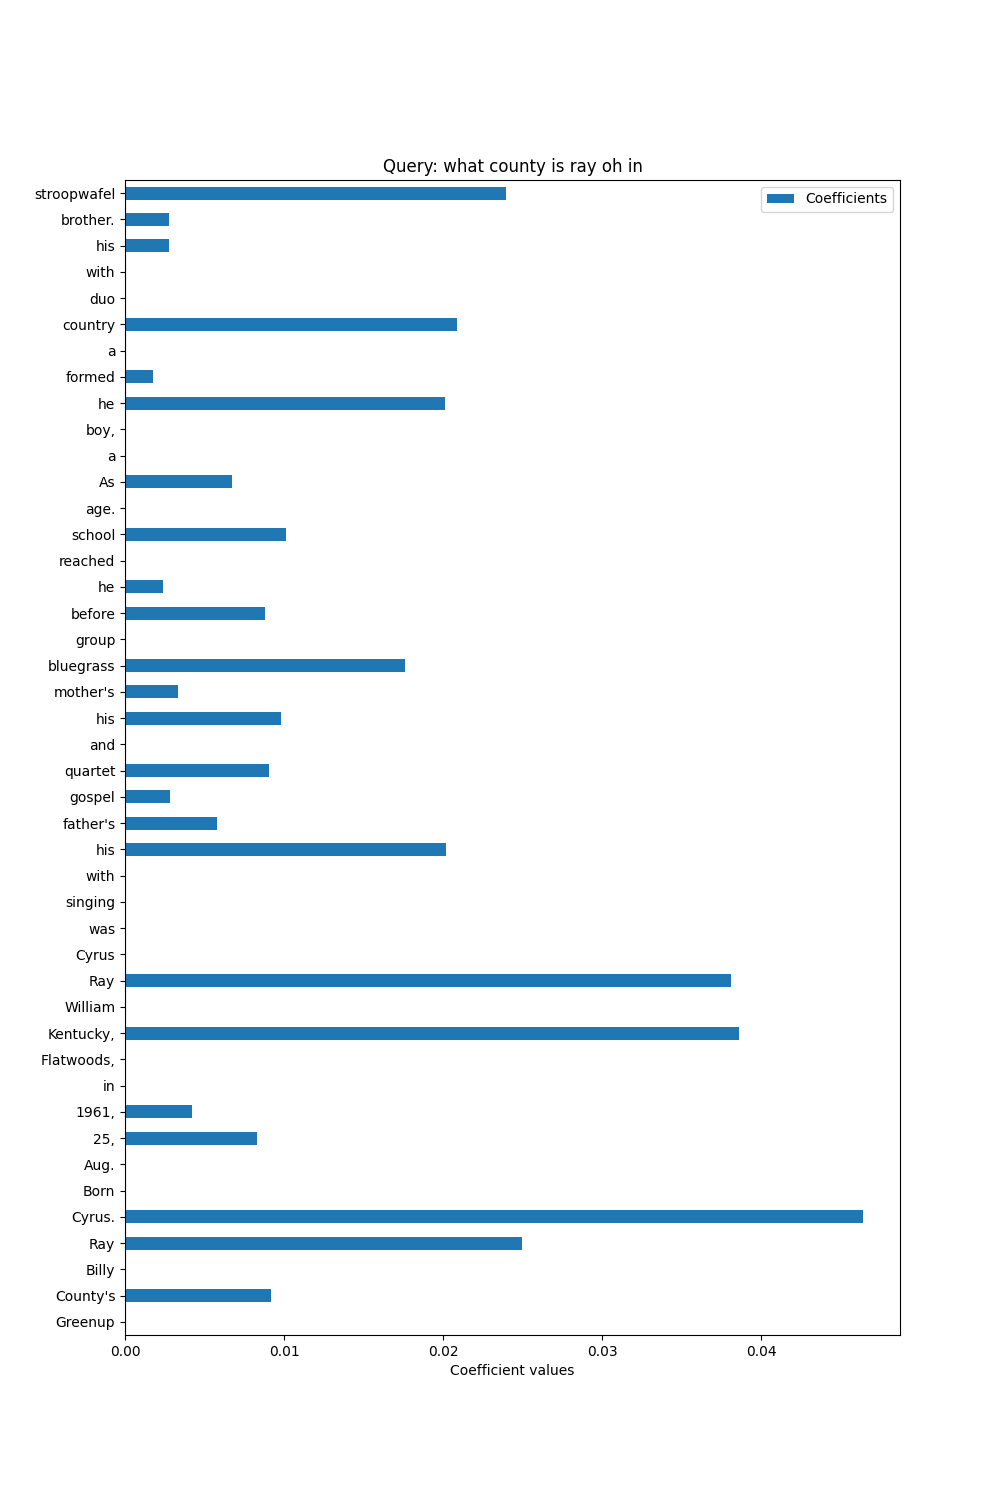 Query: what county is ray oh in
Coefficients
stroopwafel
brother.
his
with
duo
country
a
formed
he
boy,
a
As
age.
school
reached
he
before
group
bluegrass
mother's
his
and
quartet
gospel
father's
his
with
singing
was
Cyrus
Ray
William
Kentucky,
Flatwoods,
in
1961,
25,
Aug.
Born
Cyrus.
Ray
Billy
County's
Greenup
0.00 0.01 0.02 0.03 0.04
Coefficient values